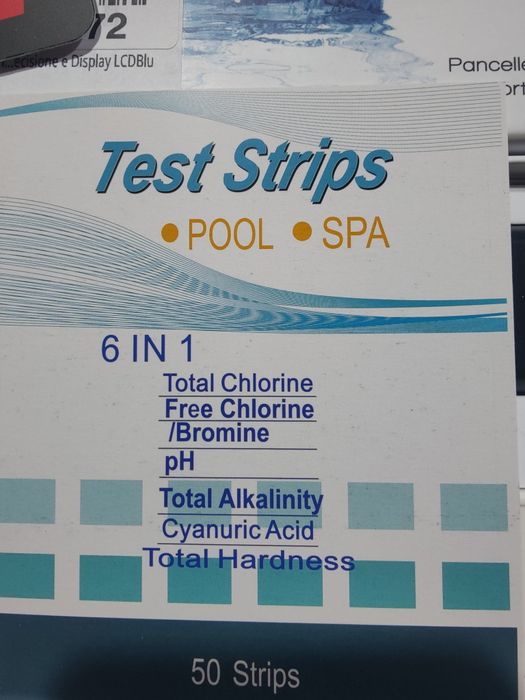 72
e Display LCDBlu
Test Strips
• POOL • SPA
6 IN 1
Total Chlorine
Free Chlorine
/Bromine
pH
Total Alkalinity
Cyanuric Acid
Total Hardness
50 Strips